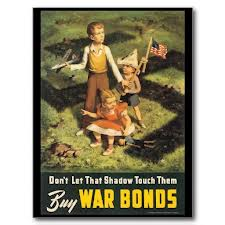 Don't Let That Shadow Touch Them
Buy WAR BONDS